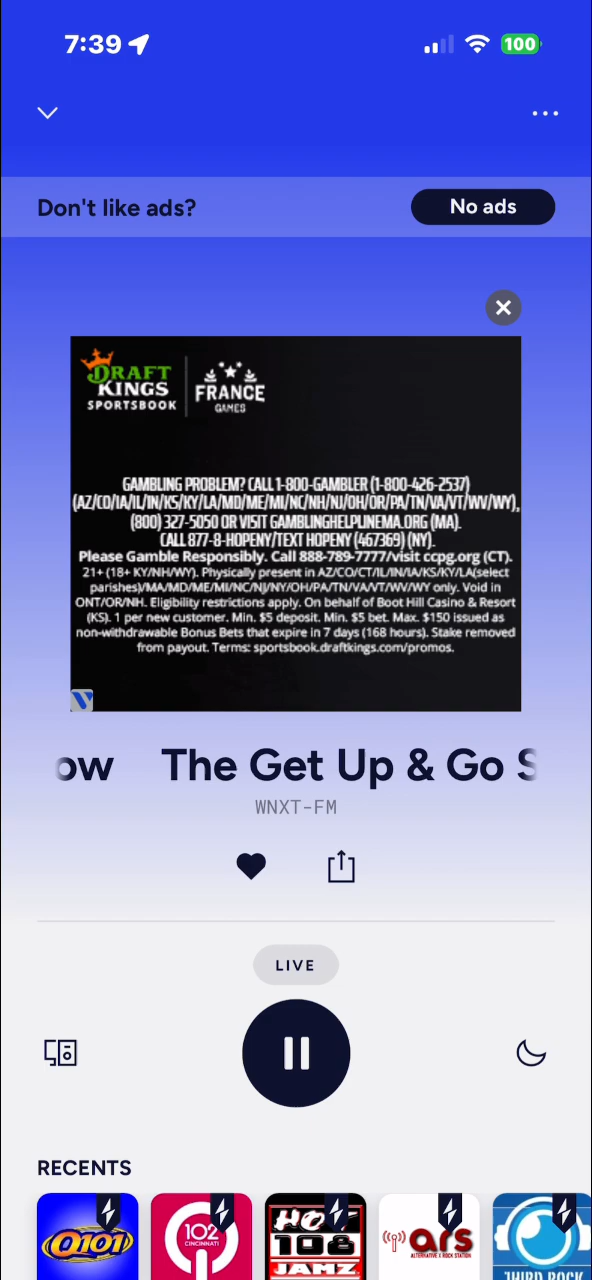 7:39
100
Don't like ads?
No ads
DRAFT
KINGS
SPORTSBOOK
FRANCE
GAMES
GAMBLING PROBLEM? CALL 1-800-GAMBLER (1-800-426-2537)
(AZ/CO/IA/IL/IN/KS/KY/LA/MD/ME/MI/NC/NH/NJ/OH/OR/PA/TN/VA/VT/WV/WY),
(800) 327-5050 OR VISIT GAMBLINGHELPLINEMA.ORG (MA).
CALL 877-8-HOPENY/TEXT HOPENY (467369) (NY).
Please Gamble Responsibly. Call 888-789-7777/visit ccpg.org (CT).
21+ (18+ KY/NH/WY). Physically present in AZ/CO/CT/IL/IN/IA/KS/KY/LA(select
parishes)/MA/MD/ME/MI/NC/NJ/NY/OH/PA/TN/VA/VT/WV/WY only. Void in
ONT/OR/NH. Eligibility restrictions apply. On behalf of Boot Hill Casino & Resort
(KS). 1 per new customer. Min. $5 deposit. Min. $5 bet. Max. $150 issued as
non-withdrawable Bonus Bets that expire in 7 days (168 hours). Stake removed
from payout. Terms: sportsbook.draftkings.com/promos.
ow The Get Up & Go S
WNXT-FM
LIVE
RECENTS
Q101
102
CINCINNATI
HOT
108
JAMZ
ars
ALTERNATIVE & ROCK STATION
THIRD ROCK